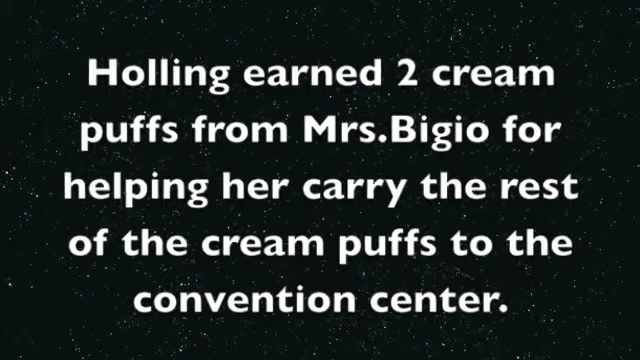 Holling earned 2 cream
puffs from Mrs.Bigio for
helping her carry the rest
of the cream puffs to the
convention center.